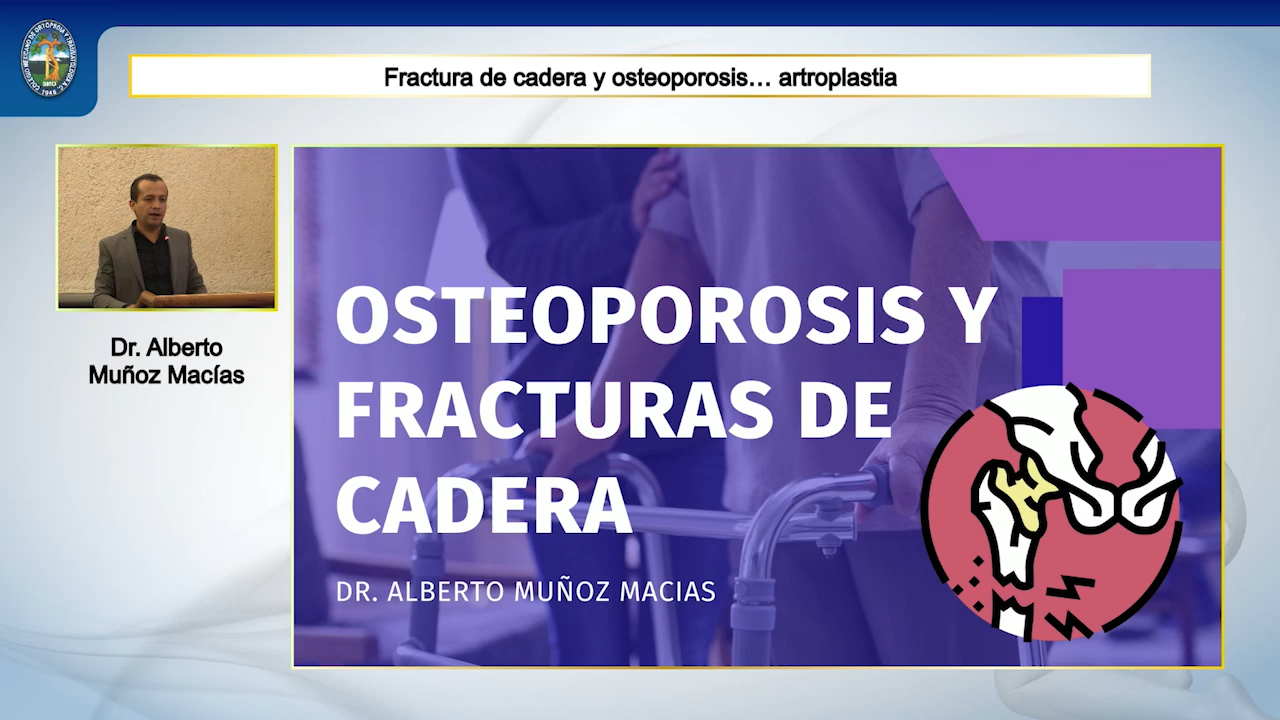 Fractura de cadera y osteoporosis... artroplastia
Dr. Alberto
Muñoz Macías
OSTEOPOROSIS Y
FRACTURAS DE
CADERA
DR. ALBERTO MUÑOZ MACIAS